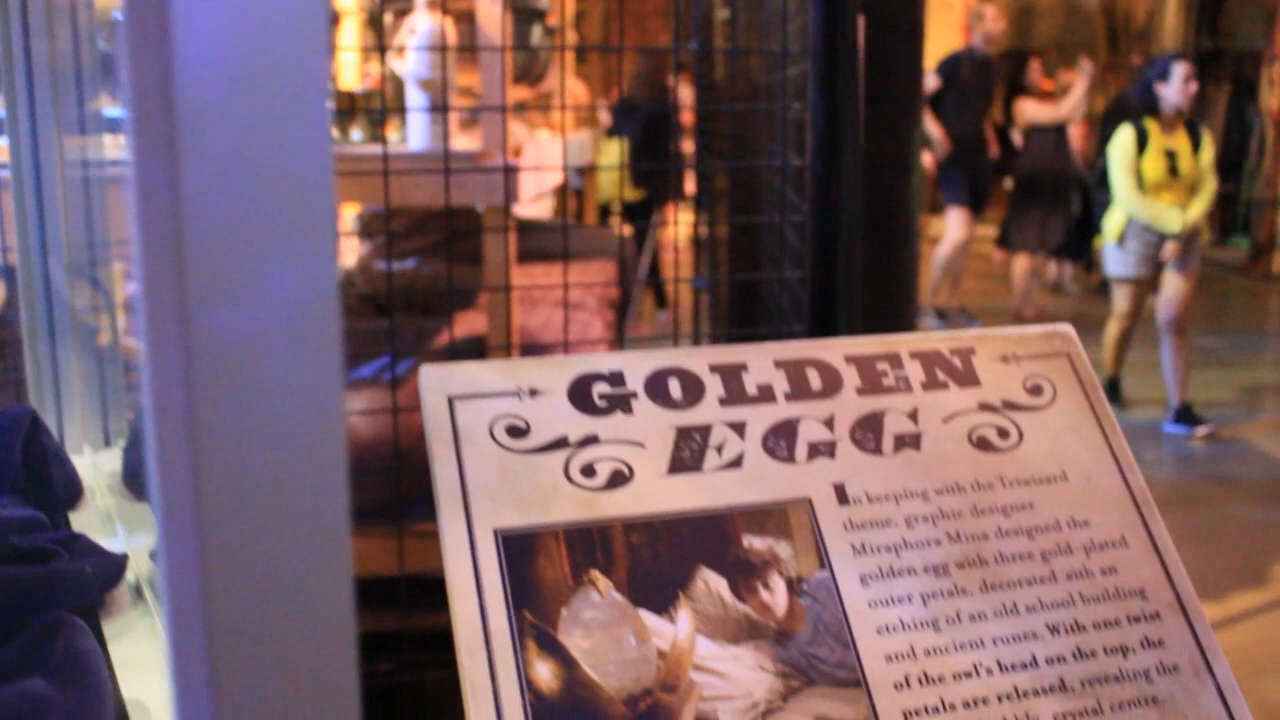 GOLDEN
EGG
In keeping with the Triwizard
theme, graphic designer
Miraphora Mina designed the
golden egg with three gold-plated
outer petals, decorated with an
etching of an old school building
and ancient runes. With one twist
of the owl's head on the top, the
petals are released, revealing the
crystal centre.